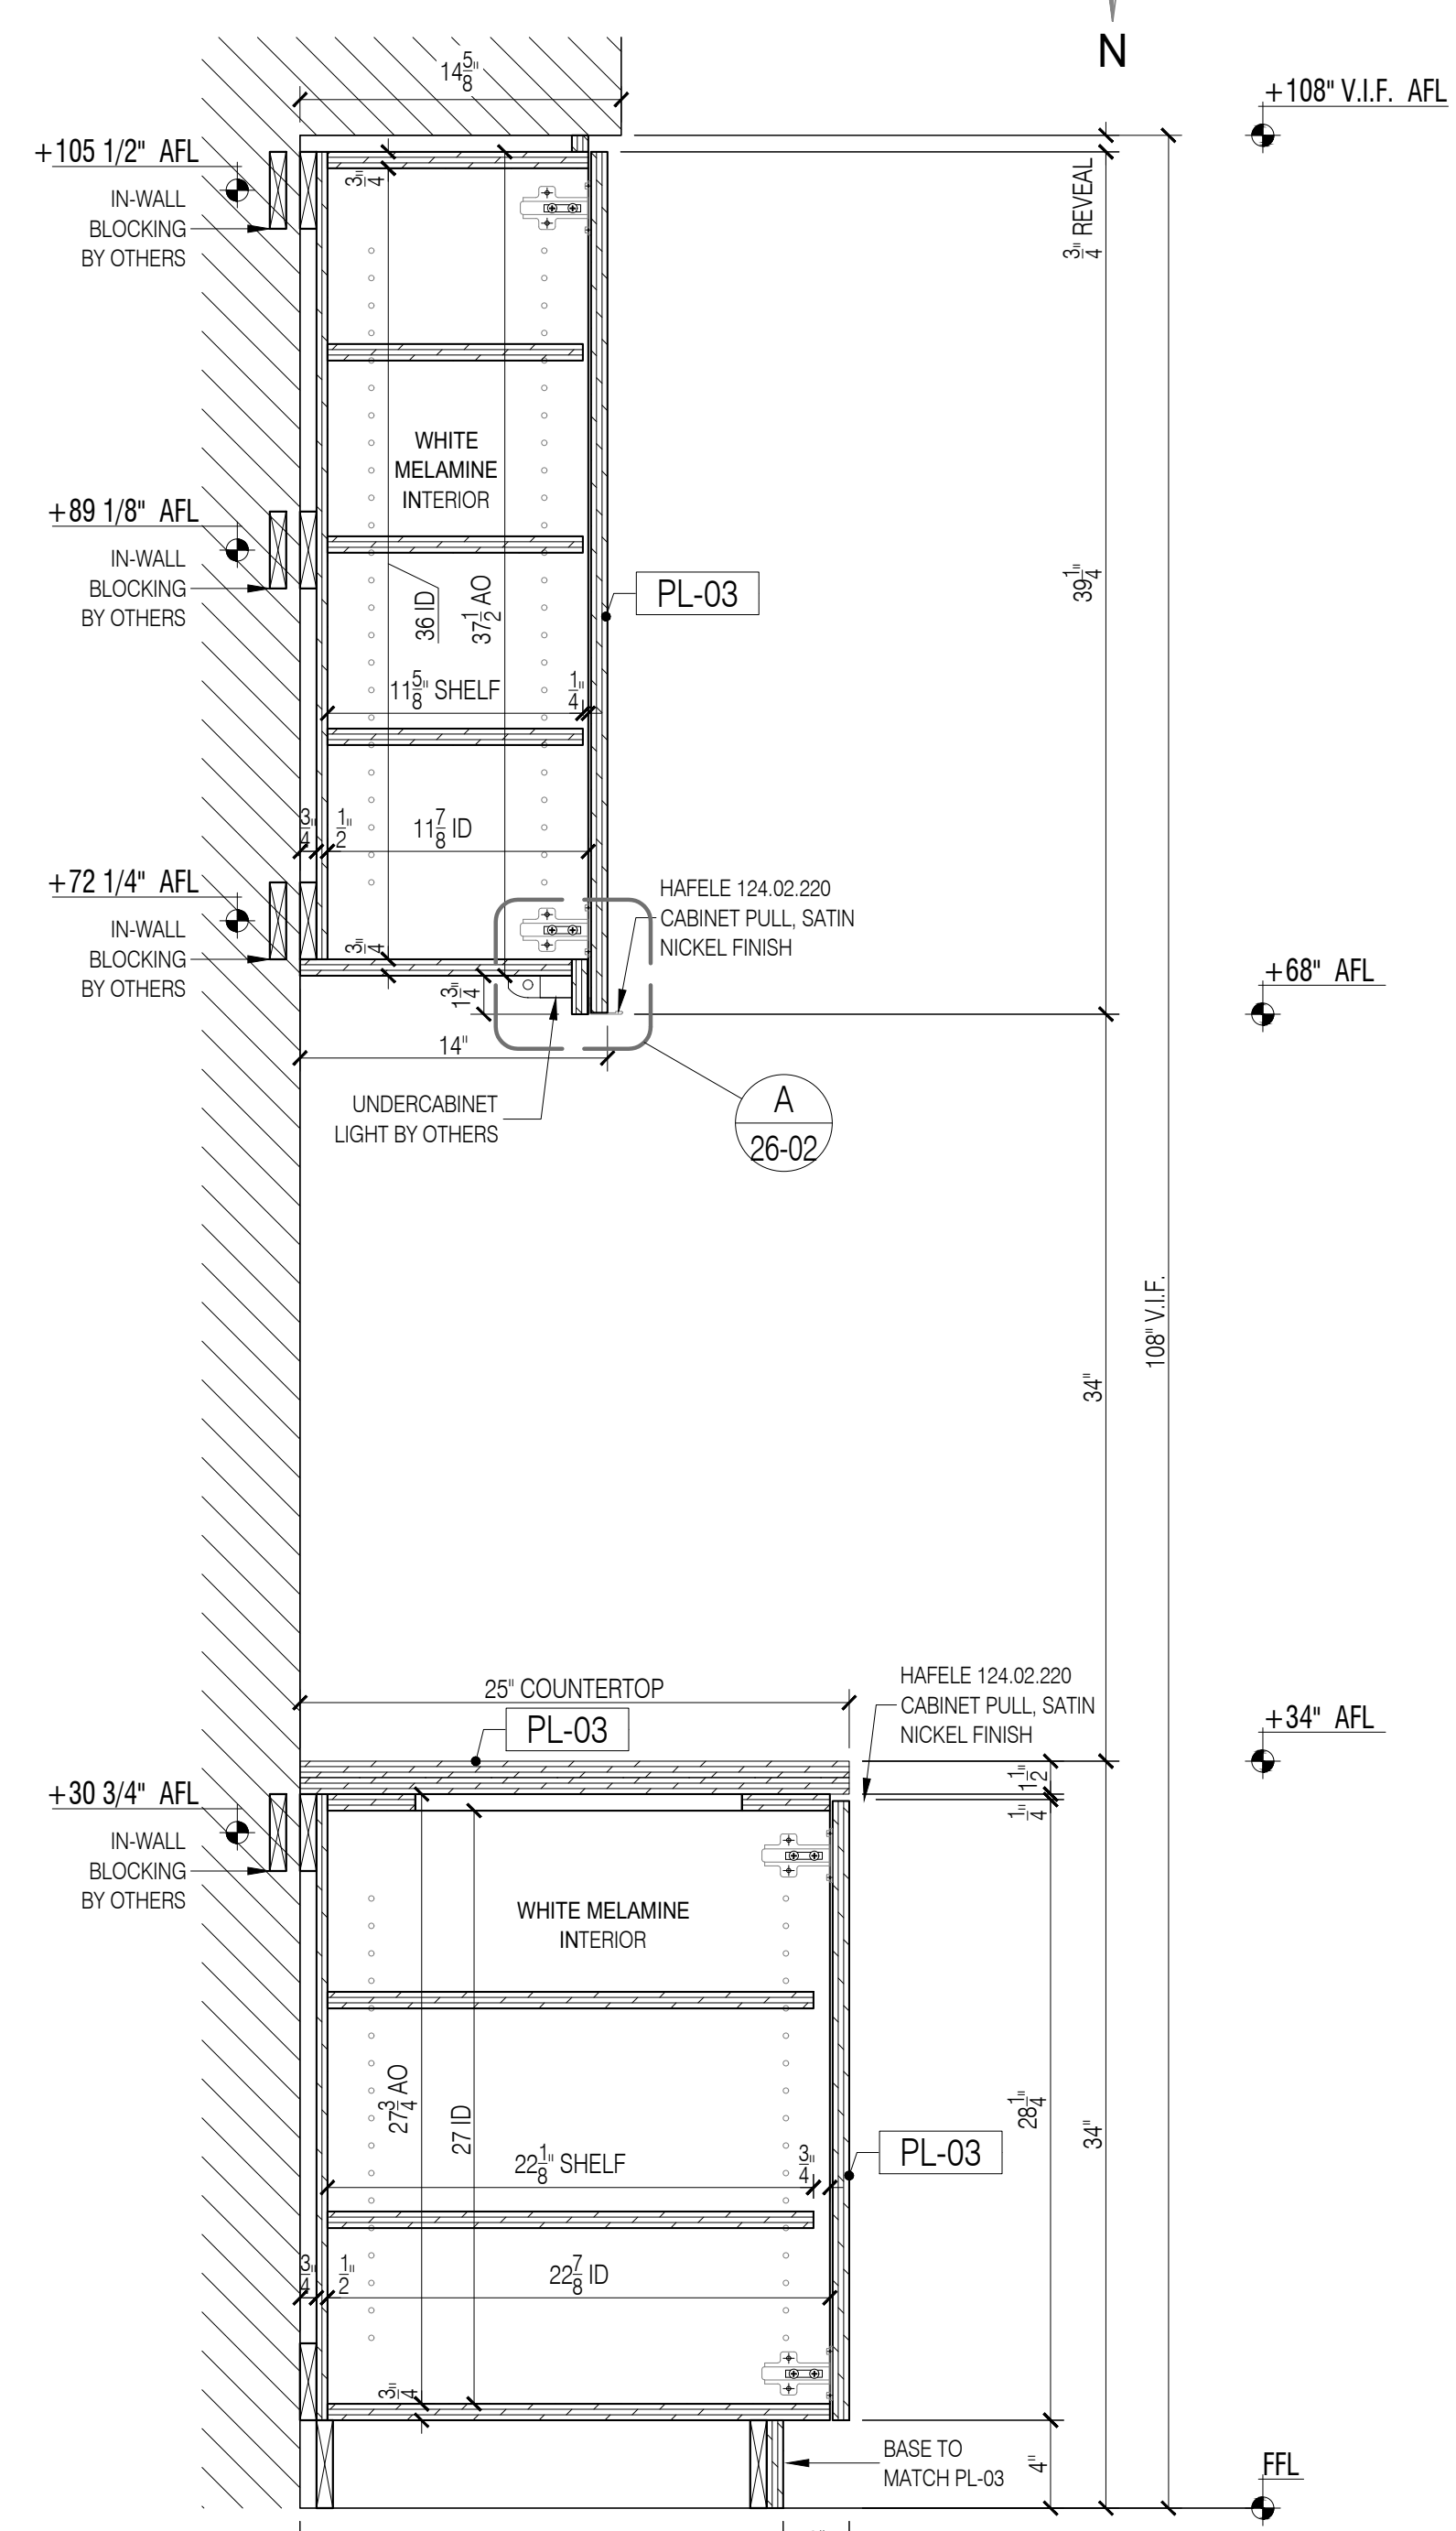 N
14 5/8"
+108" V.I.F. AFL
+105 1/2" AFL
IN-WALL
BLOCKING
BY OTHERS
3/4"
3/4" REVEAL
WHITE
MELAMINE
INTERIOR
+89 1/8" AFL
IN-WALL
BLOCKING
BY OTHERS
36 ID
37 1/2" AO
PL-03
39 1/4"
11 5/8" SHELF
1/4"
3/4"
1/2"
11 7/8 ID
+72 1/4" AFL
IN-WALL
BLOCKING
BY OTHERS
3/4"
HAFELE 124.02.220
CABINET PULL, SATIN
NICKEL FINISH
1 3/4"
+68" AFL
14"
UNDERCABINET
LIGHT BY OTHERS
A
26-02
108" V.I.F.
34"
25" COUNTERTOP
PL-03
HAFELE 124.02.220
CABINET PULL, SATIN
NICKEL FINISH
+34" AFL
1 1/2"
1/4"
+30 3/4" AFL
IN-WALL
BLOCKING
BY OTHERS
WHITE MELAMINE
INTERIOR
27 3/4 AO
27 ID
28 1/4"
34"
22 1/8" SHELF
3/4"
PL-03
3/4"
1/2"
22 7/8 ID
3/4"
BASE TO
MATCH PL-03
4"
FFL